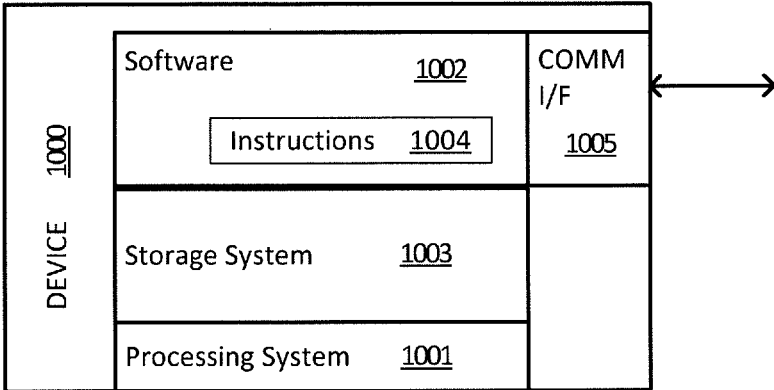 DEVICE 1000
Software 1002
Instructions 1004
COMM
I/F
1005
Storage System 1003
Processing System 1001